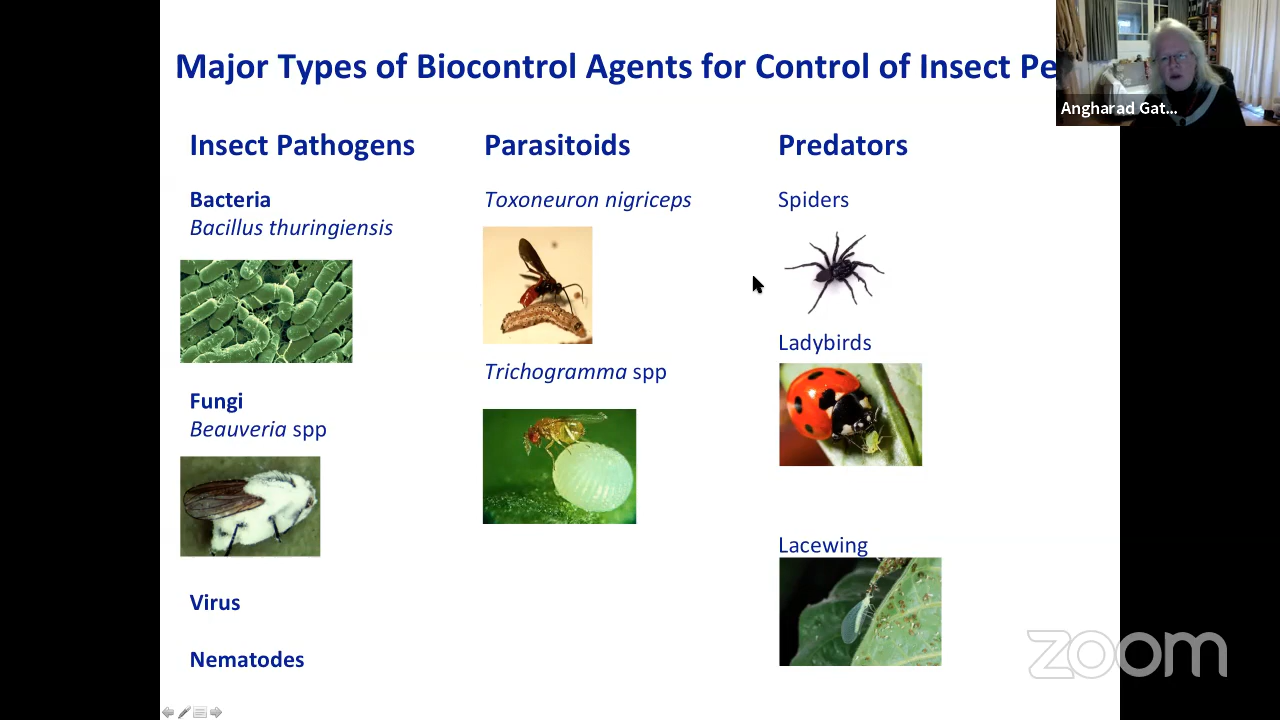 Major Types of Biocontrol Agents for Control of Insect Pe
Angharad Gat...
Insect Pathogens
Bacteria
Bacillus thuringiensis
Fungi
Beauveria spp
Virus
Nematodes
Parasitoids
Toxoneuron nigriceps
Trichogramma spp
Predators
Spiders
Ladybirds
Lacewing
zoom